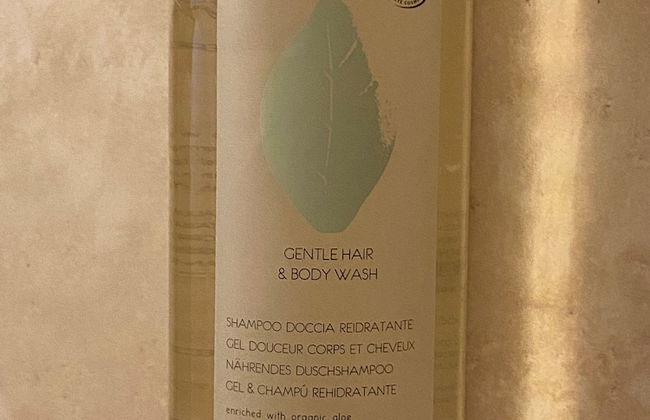 GENTLE HAIR
& BODY WASH
SHAMPOO DOCCIA REIDRATANTE
GEL DOUCEUR CORPS ET CHEVEUX
NÄHRENDES DUSCHSHAMPOO
GEL & CHAMPÚ REHIDRATANTE
enriched with organic aloe